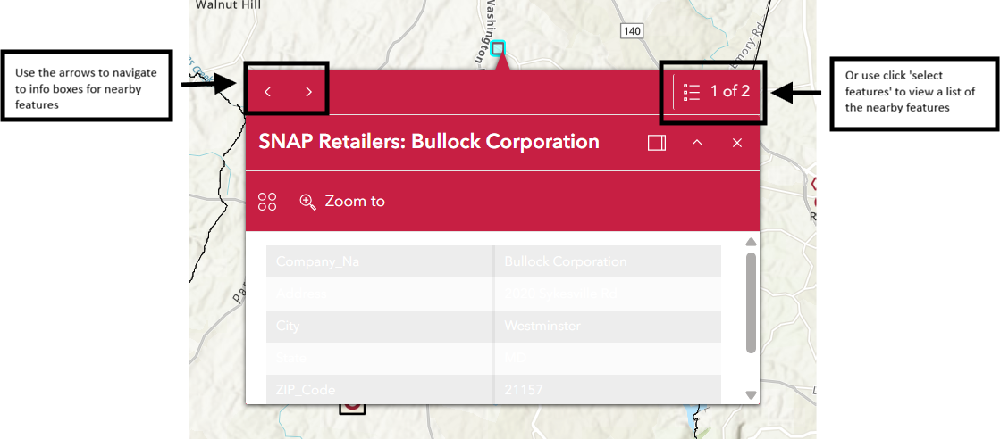 Walnut Hill
Washington
140
Emory Rd
Use the arrows to navigate
to info boxes for nearby
features
Or use click 'select
features' to view a list of
the nearby features
1 of 2
SNAP Retailers: Bullock Corporation
Zoom to
Company_Na Bullock Corporation
Address Rd
City Westminster
State MD
ZIP_Code 21157